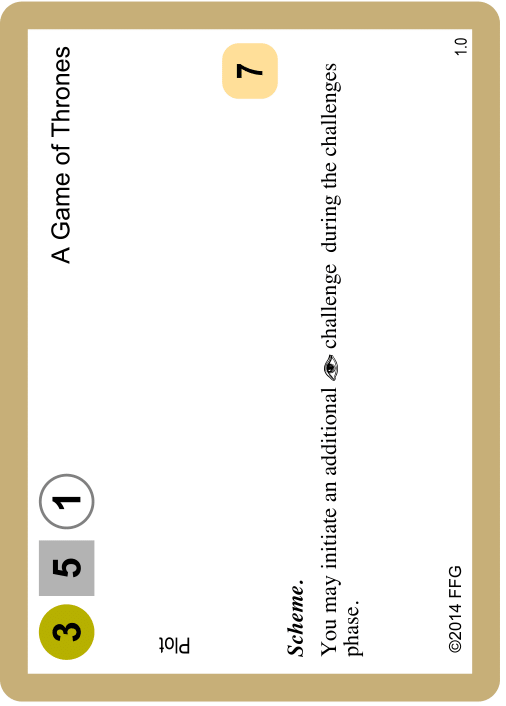 3 5 1 A Game of Thrones
Plot
7
Scheme.
You may initiate an additional challenge during the challenges
phase.
©2014 FFG 1.0